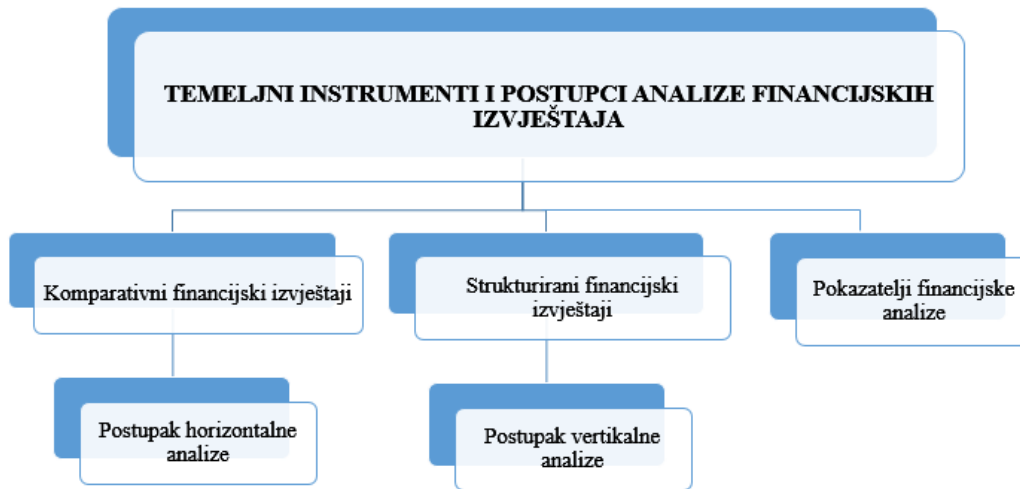 TEMELJNI INSTRUMENTI I POSTUPCI ANALIZE FINANCIJSKIH
IZVJEŠTAJA
Komparativni financijski izvještaji
Strukturirani financijski
izvještaji
Pokazatelji financijske
analize
Postupak horizontalne
analize
Postupak vertikalne
analize